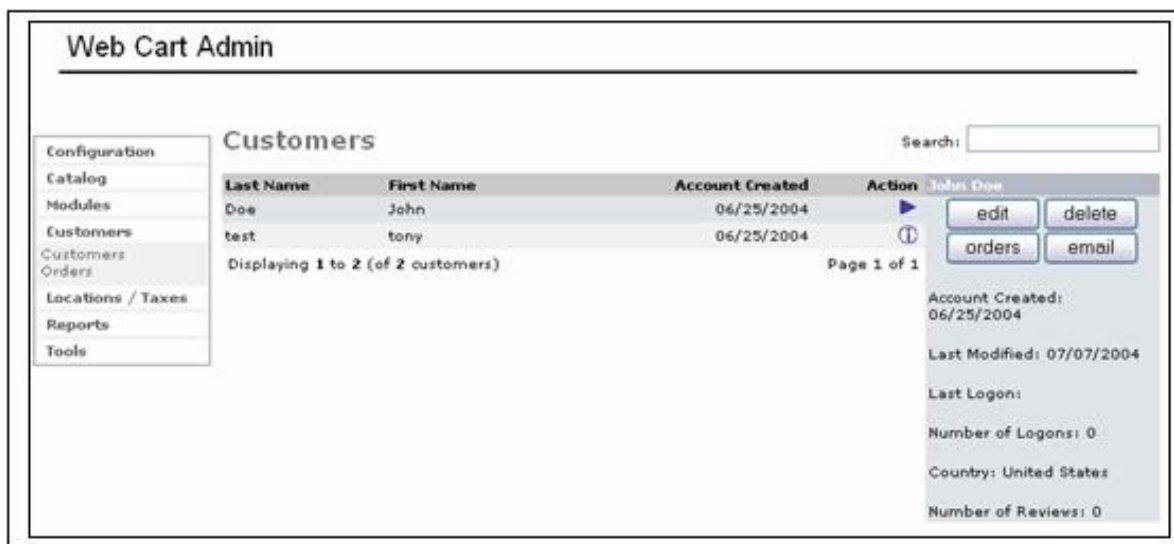 Web Cart Admin
Configuration
Catalog
Modules
Customers
Customers
Orders
Locations / Taxes
Reports
Tools
Customers
Search:
Last Name First Name Account Created Action
Doe John 06/25/2004
test tony 06/25/2004
Displaying 1 to 2 (of 2 customers) Page 1 of 1
John Doe
edit delete
orders email
Account Created:
06/25/2004
Last Modified: 07/07/2004
Last Logon:
Number of Logons: 0
Country: United States
Number of Reviews: 0